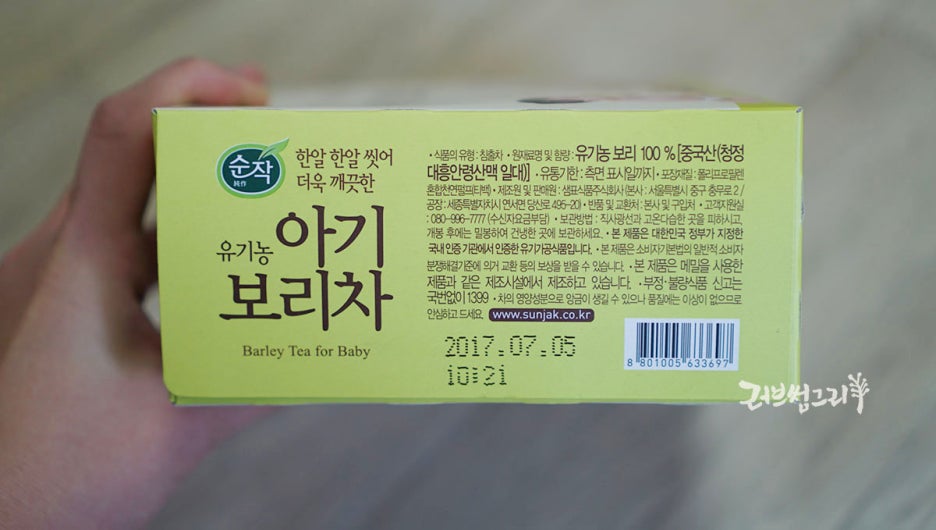 순작
純作
한알 한알 씻어
더욱 깨끗한
유기농 아기
보리차
Barley Tea for Baby
• 식품의 유형 : 침출차 • 원재료명 및 함량 : 유기농 보리 100 % [중국산(청정
대흥안령산맥 일대)] • 유통기한 : 측면 표시일까지 • 포장재질 : 폴리프로필렌
혼합천연펄프(티백) • 제조원 및 판매원 : 샘표식품주식회사 (본사 : 서울특별시 중구 충무로 2 /
공장 : 세종특별자치시 연서면 당산로 495-20) • 반품 및 교환처 : 본사 및 구입처 • 고객지원실
: 080-996-7777 (수신자요금부담) • 보관방법 : 직사광선과 고온다습한 곳을 피하시고,
개봉 후에는 밀봉하여 건냉한 곳에 보관하세요. • 본 제품은 대한민국 정부가 지정한
국내 인증 기관에서 인증한 유기가공식품입니다. • 본 제품은 소비자기본법의 일반적 소비자
분쟁해결기준에 의거 교환 등의 보상을 받을 수 있습니다. • 본 제품은 메밀을 사용한
제품과 같은 제조시설에서 제조하고 있습니다. • 부정·불량식품 신고는
국번없이 1399 • 차의 영양성분으로 앙금이 생길 수 있으나 품질에는 이상이 없으므로
안심하고 드세요. www.sunjak.co.kr
2017.07.05
10:21
8 801005 633697
러브썸그리